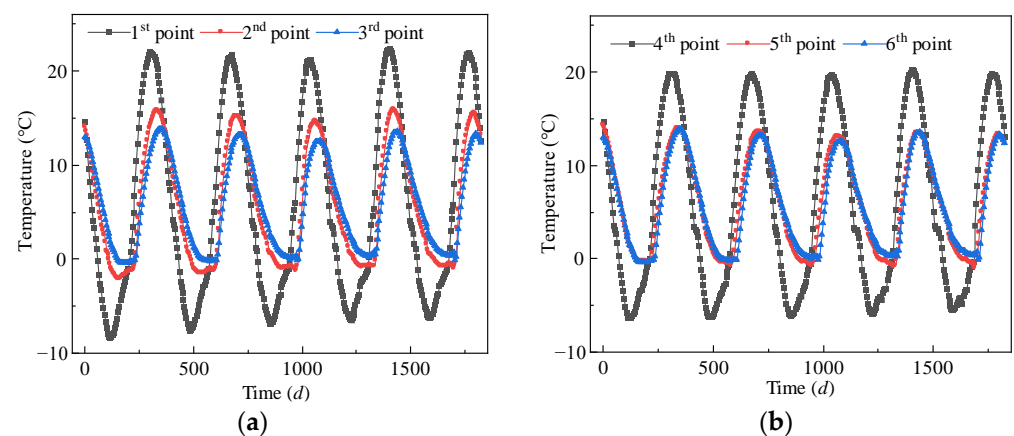 1st point 2nd point 3rd point
20
10
0
−10
Temperature (°C)
0 500 1000 1500
Time (d)
(a)
4th point 5th point 6th point
20
10
0
−10
Temperature (°C)
0 500 1000 1500
Time (d)
(b)